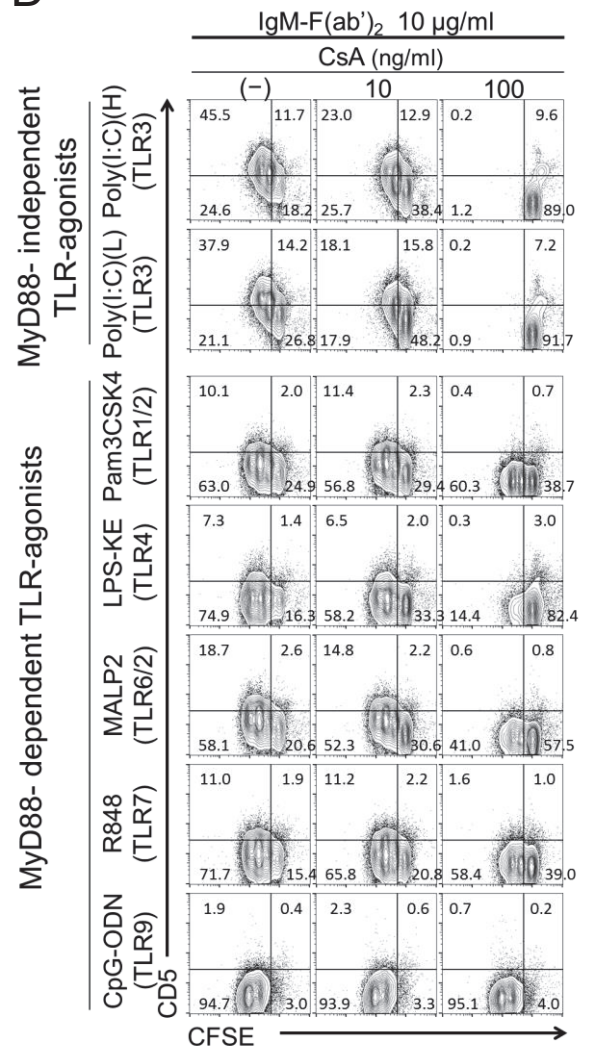 D
IgM-F(ab')₂ 10 μg/ml
CsA (ng/ml)
(−) 10 100
MyD88- independent
TLR-agonists
Poly(I:C)(H)
(TLR3)
45.5 11.7 23.0 12.9 0.2 9.6
24.6 18.2 25.7 38.4 1.2 89.0
Poly(I:C)(L)
(TLR3)
37.9 14.2 18.1 15.8 0.2 7.2
21.1 26.8 17.9 48.2 0.9 91.7
MyD88- dependent TLR-agonists
Pam3CSK4
(TLR1/2)
10.1 2.0 11.4 2.3 0.4 0.7
63.0 24.9 56.8 29.4 60.3 38.7
LPS-KE
(TLR4)
7.3 1.4 6.5 2.0 0.3 3.0
74.9 16.3 58.2 33.3 14.4 82.4
MALP2
(TLR6/2)
18.7 2.6 14.8 2.2 0.6 0.8
58.1 20.6 52.3 30.6 41.0 57.5
R848
(TLR7)
11.0 1.9 11.2 2.2 1.6 1.0
71.7 15.4 65.8 20.8 58.4 39.0
CpG-ODN
(TLR9)
1.9 0.4 2.3 0.6 0.7 0.2
94.7 3.0 93.9 3.3 95.1 4.0
CD5
CFSE